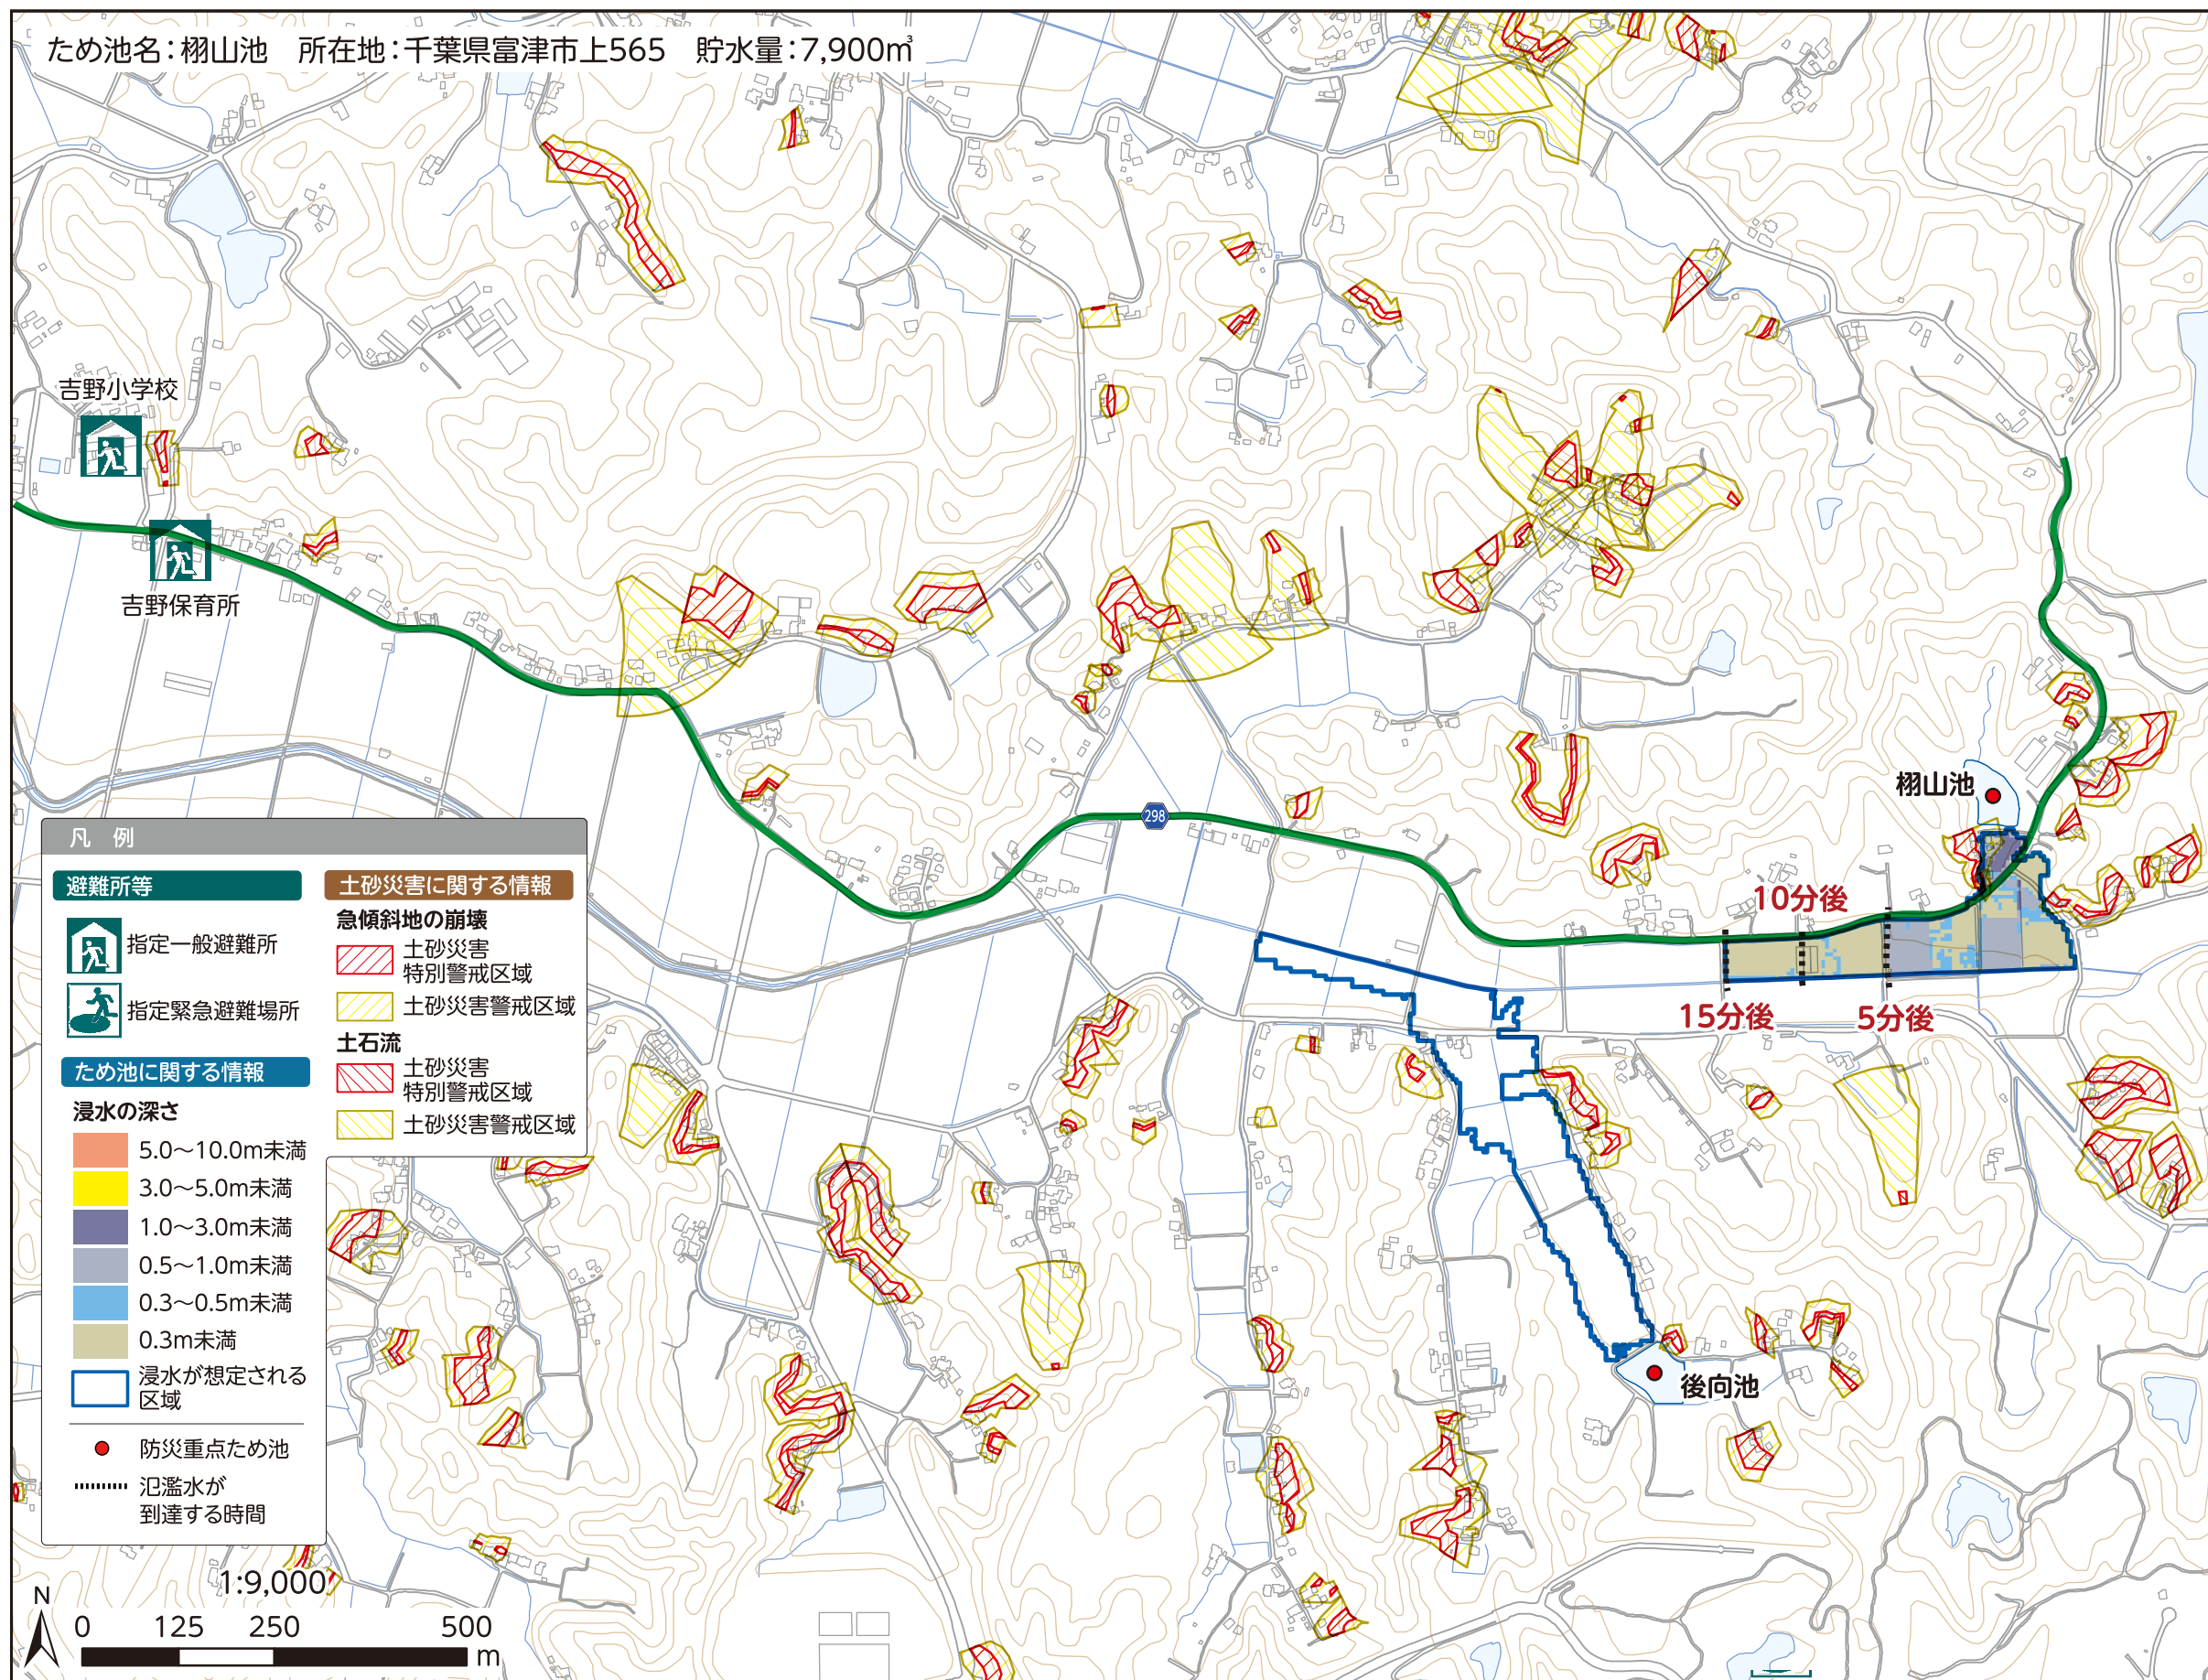 ため池名：栩山池　所在地：千葉県富津市上565　貯水量：7,900㎥
吉野小学校
吉野保育所
298
栩山池
10分後
15分後
5分後
後向池
凡　例
避難所等
指定一般避難所
指定緊急避難場所
ため池に関する情報
浸水の深さ
5.0～10.0m未満
3.0～5.0m未満
1.0～3.0m未満
0.5～1.0m未満
0.3～0.5m未満
0.3m未満
浸水が想定される
区域
防災重点ため池
氾濫水が
到達する時間
土砂災害に関する情報
急傾斜地の崩壊
土砂災害
特別警戒区域
土砂災害警戒区域
土石流
土砂災害
特別警戒区域
土砂災害警戒区域
1:9,000
N
0 125 250 500
m